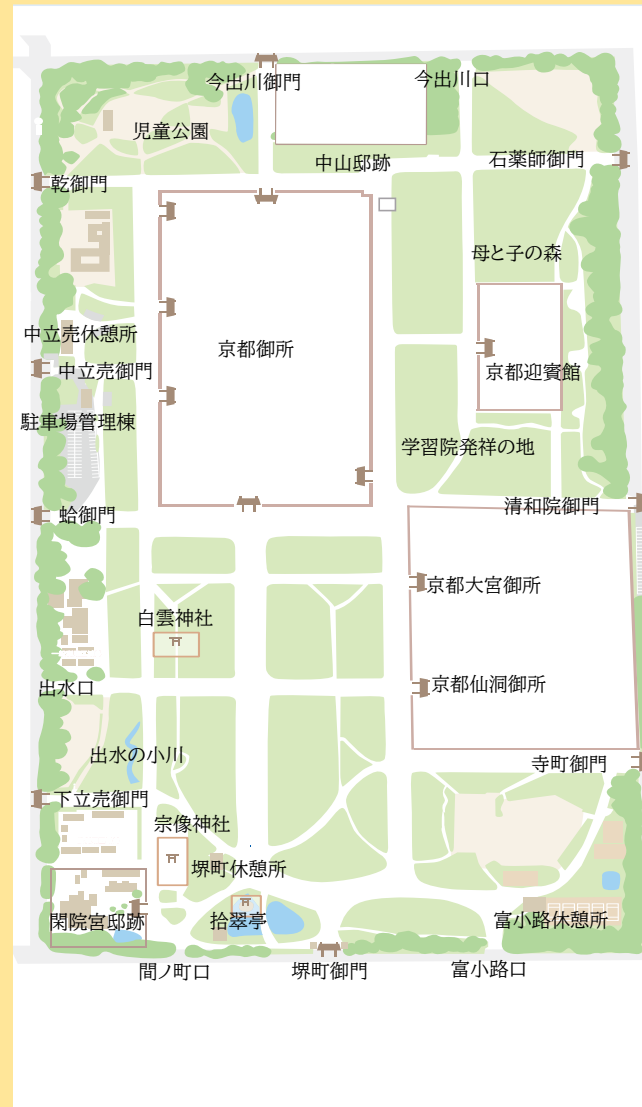 今出川御門
今出川口
児童公園
中山邸跡
石薬師御門
乾御門
母と子の森
中立売休憩所
京都御所
中立売御門
京都迎賓館
駐車場管理棟
学習院発祥の地
蛤御門
清和院御門
京都大宮御所
白雲神社
出水口
京都仙洞御所
出水の小川
寺町御門
下立売御門
宗像神社
堺町休憩所
閑院宮邸跡
拾翠亭
富小路休憩所
間ノ町口
堺町御門
富小路口